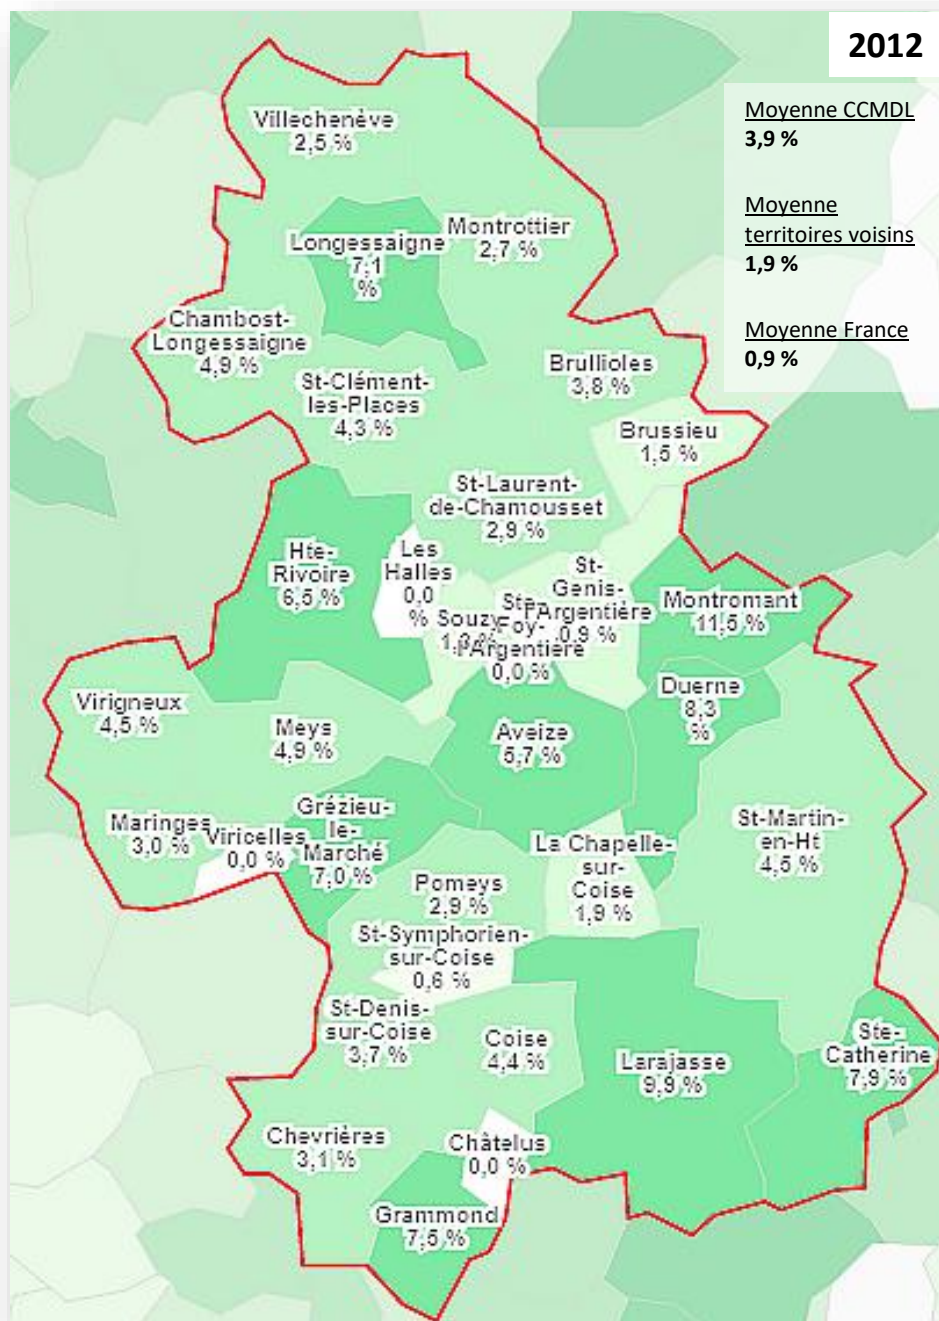 2012
Moyenne CCMDL
3,9 %
Moyenne
territoires voisins
1,9 %
Moyenne France
0,9 %
Villechenève
2,5 %
Longessaigne
7,1
%
Montrottier
2,7 %
Chambost-
Longessaigne
4,9 %
St-Clément-
les-Places
4,3 %
Brullioles
3,8 %
Brussieu
1,5 %
St-Laurent-
de-Chamousset
2,9 %
Hte-
Rivoire
6,5 %
Les
Halles
0,0
%
Souzy
Ste-
Foy-
l'Argentière
0,0 %
St-
Genis-
Argentière
0,9 %
Montromant
11,5 %
Duerne
8,3
%
Virigneux
4,5 %
Meys
4,9 %
Aveize
5,7 %
Maringes
3,0 %
Viricelles
0,0 %
Grézieu-
le-
Marché
7,0 %
La Chapelle-
sur-
Coise
1,9 %
St-Martin-
en-Ht
4,5 %
Pomeys
2,9 %
St-Symphorien-
sur-Coise
0,6 %
St-Denis-
sur-Coise
3,7 %
Coise
4,4 %
Larajasse
9,9 %
Ste-
Catherine
7,9 %
Chevrières
3,1 %
Châtelus
0,0 %
Grammond
7,5 %